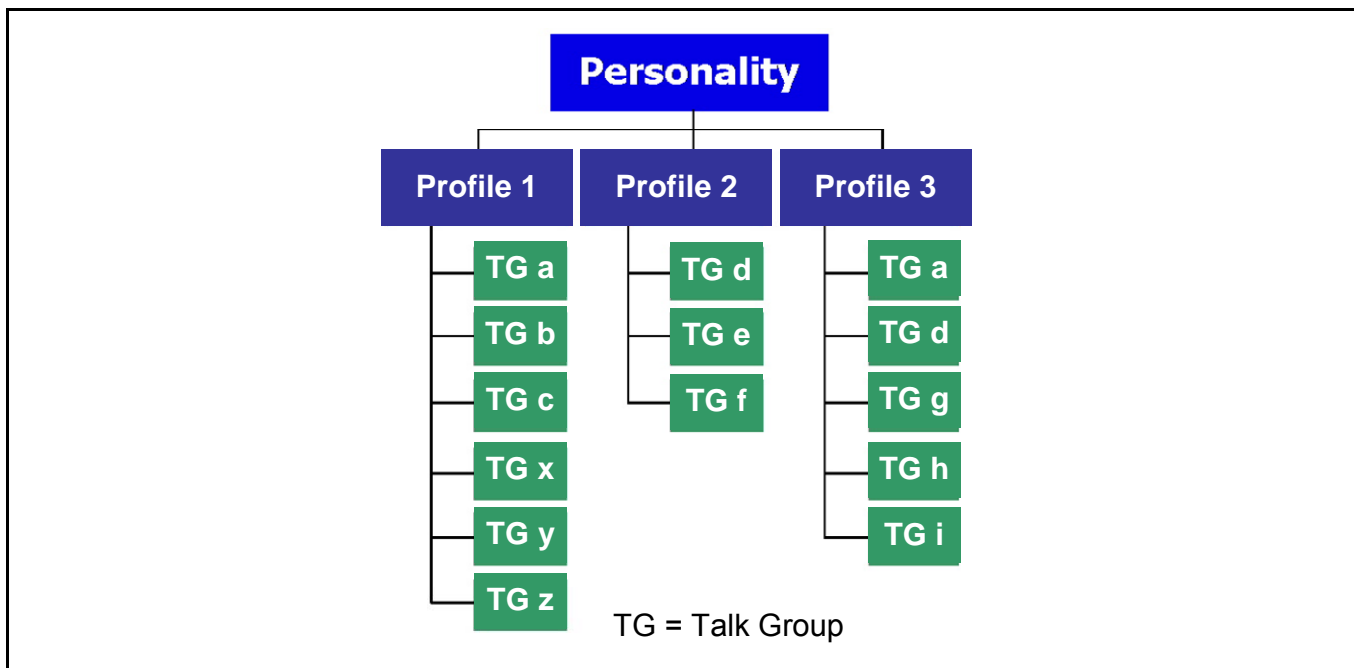 Personality
Profile 1
Profile 2
Profile 3
TG a
TG b
TG c
TG x
TG y
TG z
TG d
TG e
TG f
TG a
TG d
TG g
TG h
TG i
TG = Talk Group